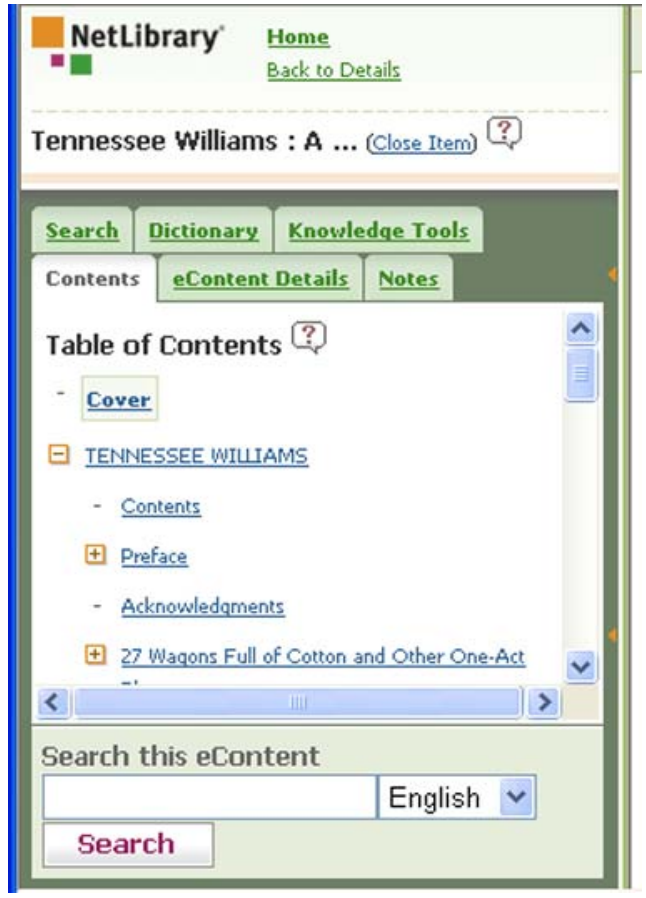 NetLibrary Home
Back to Details
Tennessee Williams : A ... (Close Item) ?
Search Dictionary Knowledge Tools
Contents eContent Details Notes
Table of Contents ?
- Cover
TENNESSEE WILLIAMS
- Contents
Preface
- Acknowledgments
27 Wagons Full of Cotton and Other One-Act
Search this eContent
English
Search